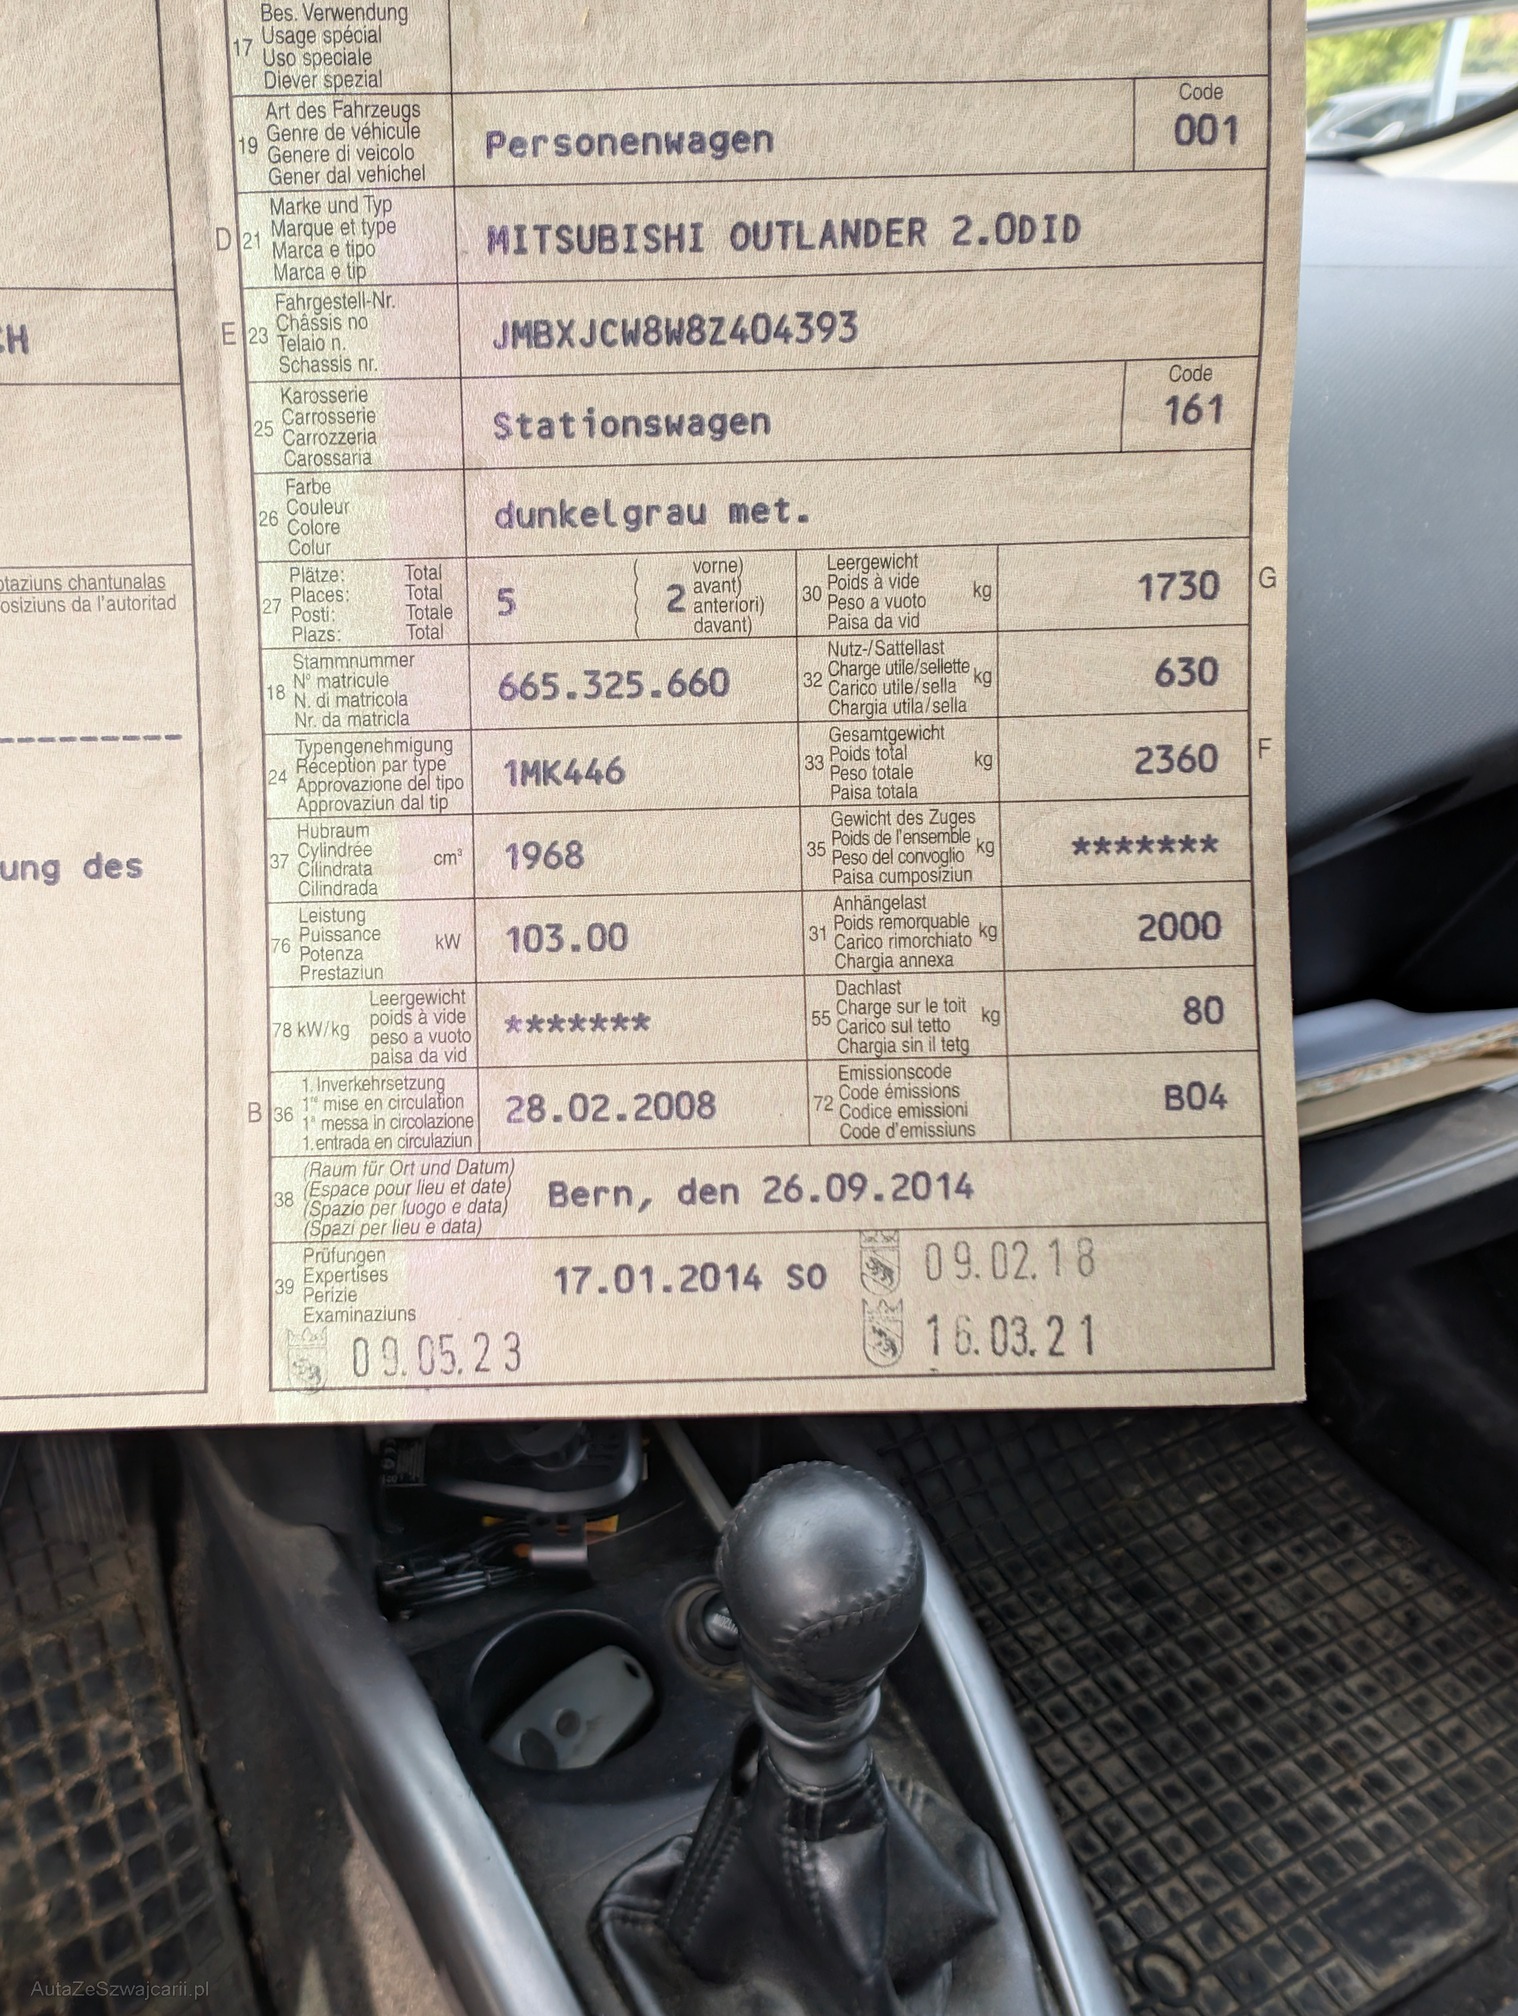 CH
otaziuns chantunalas
osiziuns da l'autoritad
ung des
17 Bes. Verwendung
Usage spécial
Uso speciale
Diever spezial
19 Art des Fahrzeugs
Genre de véhicule
Genere di veicolo
Gener dal vehichel
Personenwagen
Code
001
D 21 Marke und Typ
Marque et type
Marca e tipo
Marca e tip
MITSUBISHI OUTLANDER 2.0DID
E 23 Fahrgestell-Nr.
Châssis no
Telaio n.
Schassis nr.
JMBXJCW8W8Z404393
25 Karosserie
Carrosserie
Carrozzeria
Carossaria
Stationswagen
Code
161
26 Farbe
Couleur
Colore
Colur
dunkelgrau met.
27 Plätze: Total
Places: Total
Posti: Totale
Plazs: Total
5
2
vorne)
avant)
anteriori)
davant)
30 Leergewicht
Poids à vide kg
Peso a vuoto
Paisa da vid
1730 G
18 Stammnummer
N° matricule
N. di matricola
Nr. da matricla
665.325.660
32 Nutz-/Sattellast
Charge utile/sellette kg
Carico utile/sella
Chargia utila/sella
630
24 Typengenehmigung
Réception par type
Approvazione del tipo
Approvaziun dal tip
1MK446
33 Gesamtgewicht
Poids total kg
Peso totale
Paisa totala
2360 F
37 Hubraum
Cylindrée cm³
Cilindrata
Cilindrada
1968
35 Gewicht des Zuges
Poids de l'ensemble kg
Peso del convoglio
Paisa cumposiziun
*******
76 Leistung
Puissance kW
Potenza
Prestaziun
103.00
31 Anhängelast
Poids remorquable kg
Carico rimorchiato
Chargia annexa
2000
78 kW/kg Leergewicht
poids à vide
peso a vuoto
paisa da vid
*******
55 Dachlast
Charge sur le toit kg
Carico sul tetto
Chargia sin il tetg
80
B 36 1. Inverkehrsetzung
1re mise en circulation
1a messa in circolazione
1. entrada en circulaziun
28.02.2008
72 Emissionscode
Code émissions
Codice emissioni
Code d'emissiuns
B04
38 (Raum für Ort und Datum)
(Espace pour lieu et date)
(Spazio per luogo e data)
(Spazi per lieu e data)
Bern, den 26.09.2014
39 Prüfungen
Expertises
Perizie
Examinaziuns
17.01.2014 SO
09.02.18
16.03.21
09.05.23
AutaZeSzwajcarii.pl